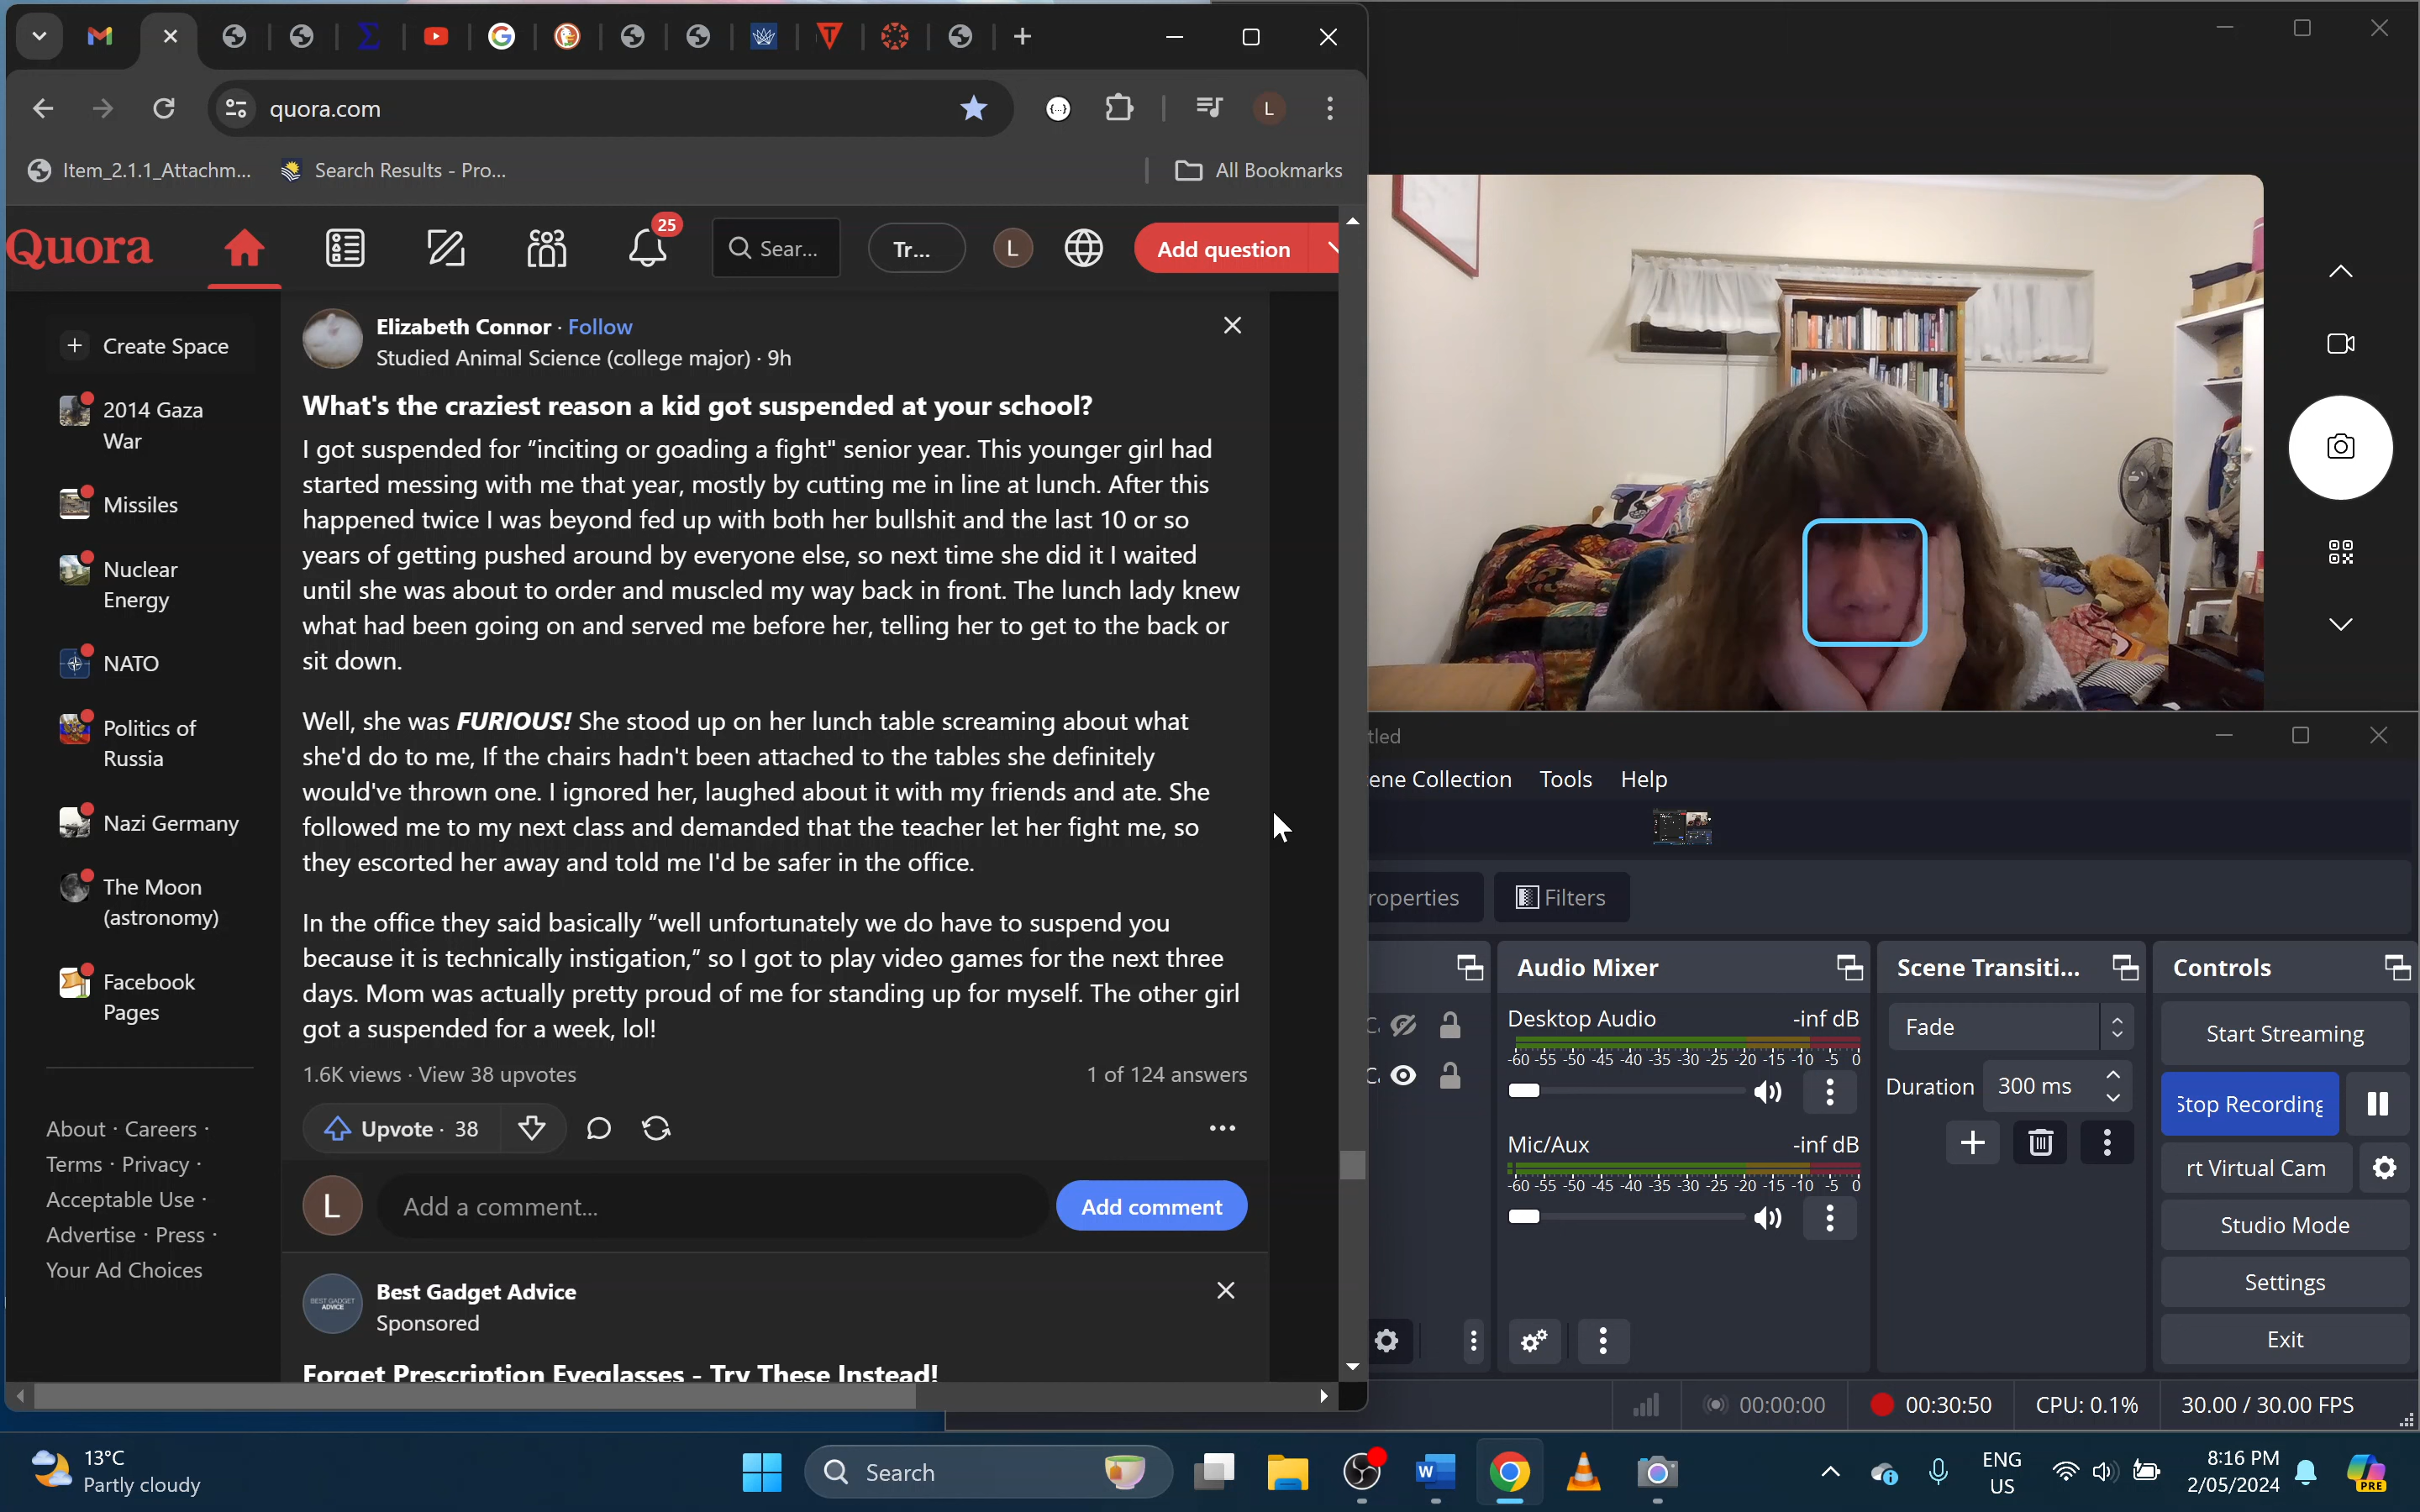 quora.com
Item_2.1.1_Attachm...
Search Results - Pro...
All Bookmarks
Quora
25
Sear...
Tr...
L
Add question
Create Space
2014 Gaza
War
Missiles
Nuclear
Energy
NATO
Politics of
Russia
Nazi Germany
The Moon
(astronomy)
Facebook
Pages
About · Careers ·
Terms · Privacy ·
Acceptable Use ·
Advertise · Press ·
Your Ad Choices
Elizabeth Connor · Follow
Studied Animal Science (college major) · 9h
What's the craziest reason a kid got suspended at your school?
I got suspended for “inciting or goading a fight" senior year. This younger girl had
started messing with me that year, mostly by cutting me in line at lunch. After this
happened twice I was beyond fed up with both her bullshit and the last 10 or so
years of getting pushed around by everyone else, so next time she did it I waited
until she was about to order and muscled my way back in front. The lunch lady knew
what had been going on and served me before her, telling her to get to the back or
sit down.
Well, she was FURIOUS! She stood up on her lunch table screaming about what
she'd do to me, If the chairs hadn't been attached to the tables she definitely
would've thrown one. I ignored her, laughed about it with my friends and ate. She
followed me to my next class and demanded that the teacher let her fight me, so
they escorted her away and told me I'd be safer in the office.
In the office they said basically “well unfortunately we do have to suspend you
because it is technically instigation,” so I got to play video games for the next three
days. Mom was actually pretty proud of me for standing up for myself. The other girl
got a suspended for a week, lol!
1.6K views · View 38 upvotes
1 of 124 answers
Upvote · 38
L
Add a comment...
Add comment
BEST GADGET
ADVICE
Best Gadget Advice
Sponsored
Forget Prescription Eyeglasses - Try These Instead!
tled
ene Collection
Tools
Help
roperties
Filters
Audio Mixer
Desktop Audio
-inf dB
-60 -55 -50 -45 -40 -35 -30 -25 -20 -15 -10 -5 0
Mic/Aux
-inf dB
-60 -55 -50 -45 -40 -35 -30 -25 -20 -15 -10 -5 0
Scene Transiti...
Fade
Duration
300 ms
Controls
Start Streaming
Stop Recording
rt Virtual Cam
Studio Mode
Settings
Exit
00:00:00
00:30:50
CPU: 0.1%
30.00 / 30.00 FPS
13°C
Partly cloudy
Search
ENG
US
8:16 PM
2/05/2024
PRE